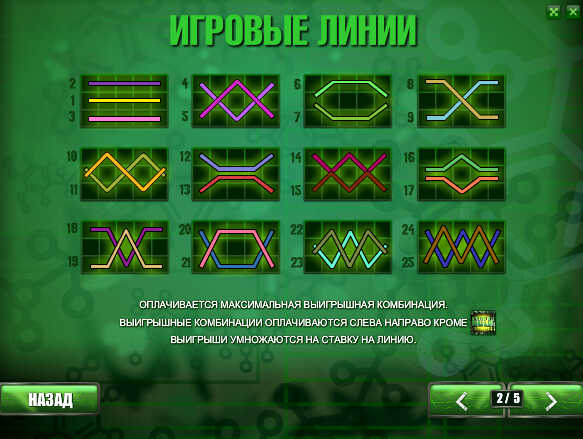 ИГРОВЫЕ ЛИНИИ
2 4 6 8
1
3 5 7 9
10 12 14 16
11 13 15 17
18 20 22 24
19 21 23 25
ОПЛАЧИВАЕТСЯ МАКСИМАЛЬНАЯ ВЫИГРЫШНАЯ КОМБИНАЦИЯ.
ВЫИГРЫШНЫЕ КОМБИНАЦИИ ОПЛАЧИВАЮТСЯ СЛЕВА НАПРАВО КРОМЕ
ВЫИГРЫШИ УМНОЖАЮТСЯ НА СТАВКУ НА ЛИНИЮ.
НАЗАД
2 / 5